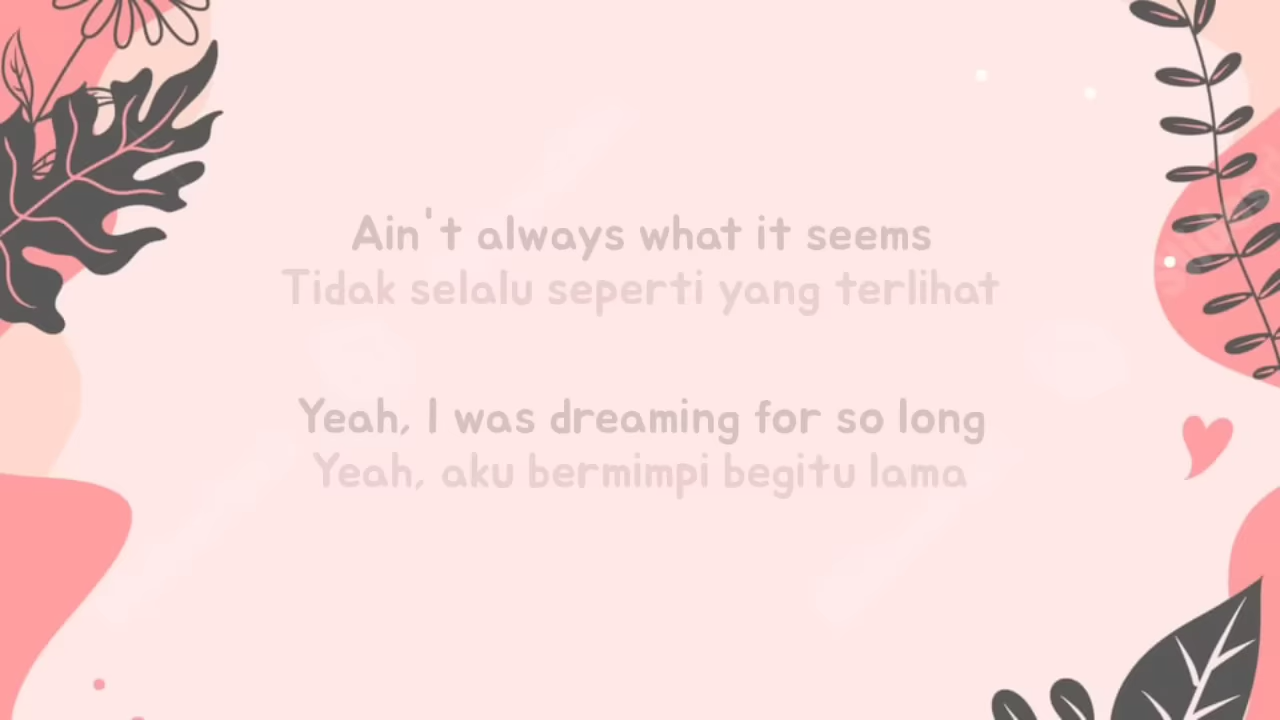 Ain't always what it seems
Tidak selalu seperti yang terlihat
Yeah, I was dreaming for so long
Yeah, aku bermimpi begitu lama